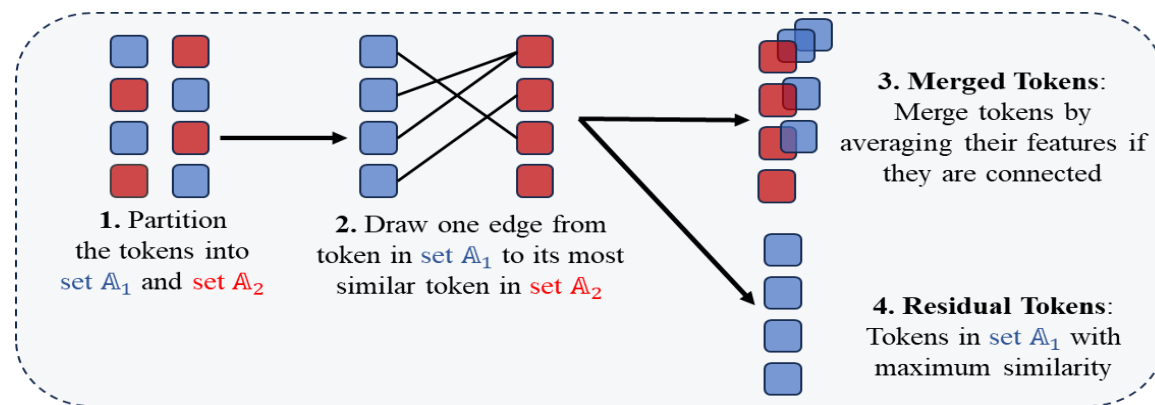 1. Partition
the tokens into
set 𝔸₁ and set 𝔸₂
2. Draw one edge from
token in set 𝔸₁ to its most
similar token in set 𝔸₂
3. Merged Tokens:
Merge tokens by
averaging their features if
they are connected
4. Residual Tokens:
Tokens in set 𝔸₁ with
maximum similarity